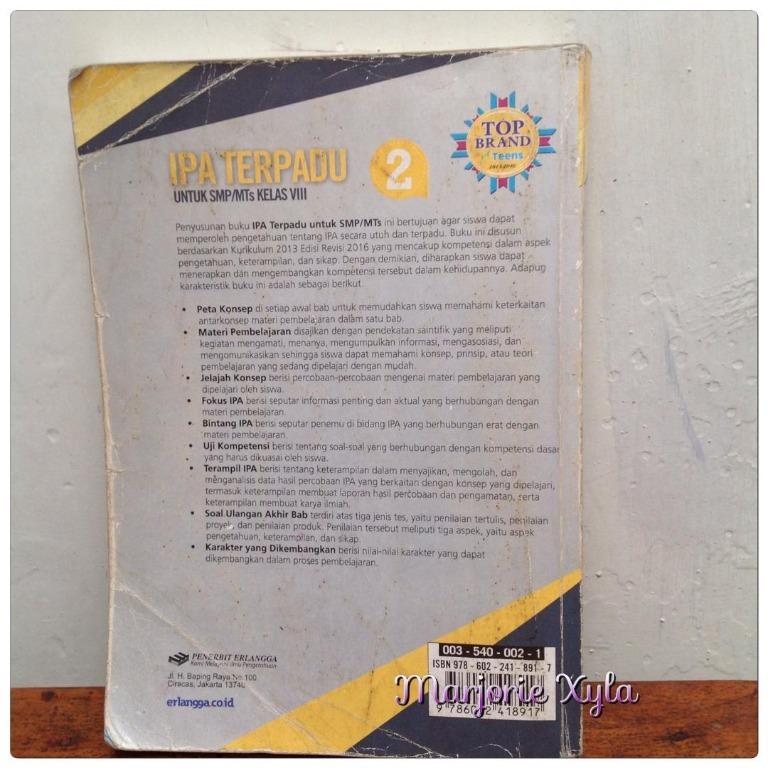 IPA TERPADU 2
UNTUK SMP/MTs KELAS VIII
TOP
BRAND
Teens
Penyusunan buku IPA Terpadu untuk SMP/MTs ini bertujuan agar siswa dapat
memperoleh pengetahuan tentang IPA secara utuh dan terpadu. Buku ini disusun
berdasarkan Kurikulum 2013 Edisi Revisi 2016 yang mencakup kompetensi dalam aspek
pengetahuan, keterampilan, dan sikap. Dengan demikian, diharapkan siswa dapat
menerapkan dan mengembangkan kompetensi tersebut dalam kehidupannya. Adapun
karakteristik buku ini adalah sebagai berikut.
• Peta Konsep di setiap awal bab untuk memudahkan siswa memahami keterkaitan
antarkonsep materi pembelajaran dalam satu bab.
• Materi Pembelajaran disajikan dengan pendekatan saintifik yang meliputi
kegiatan mengamati, menanya, mengumpulkan informasi, mengasosiasi, dan
mengomunikasikan sehingga siswa dapat memahami konsep, prinsip, atau teori
pembelajaran yang sedang dipelajari dengan mudah.
• Jelajah Konsep berisi percobaan-percobaan mengenai materi pembelajaran yang
dipelajari oleh siswa.
• Fokus IPA berisi seputar informasi penting dan aktual yang berhubungan dengan
materi pembelajaran.
• Bintang IPA berisi seputar penemu di bidang IPA yang berhubungan erat dengan
materi pembelajaran.
• Uji Kompetensi berisi tentang soal-soal yang berhubungan dengan kompetensi dasar
yang harus dikuasai oleh siswa.
• Terampil IPA berisi tentang keterampilan dalam menyajikan, mengolah, dan
menganalisis data hasil percobaan IPA yang berkaitan dengan konsep yang dipelajari,
termasuk keterampilan membuat laporan hasil percobaan dan pengamatan, serta
keterampilan membuat karya ilmiah.
• Soal Ulangan Akhir Bab terdiri atas tiga jenis tes, yaitu penilaian tertulis, penilaian
proyek, dan penilaian produk. Penilaian tersebut meliputi tiga aspek, yaitu aspek
pengetahuan, keterampilan, dan sikap.
• Karakter yang Dikembangkan berisi nilai-nilai karakter yang dapat
dikembangkan dalam proses pembelajaran.
PENERBIT ERLANGGA
Kami Melayani Ilmu Pengetahuan
Jl. H. Baping Raya No.100
Ciracas, Jakarta 13740
erlangga.co.id
003 - 540 - 002 - 1
ISBN 978 - 602 - 241 - 891 - 7
9 786022 418917
Marjorie Xyla